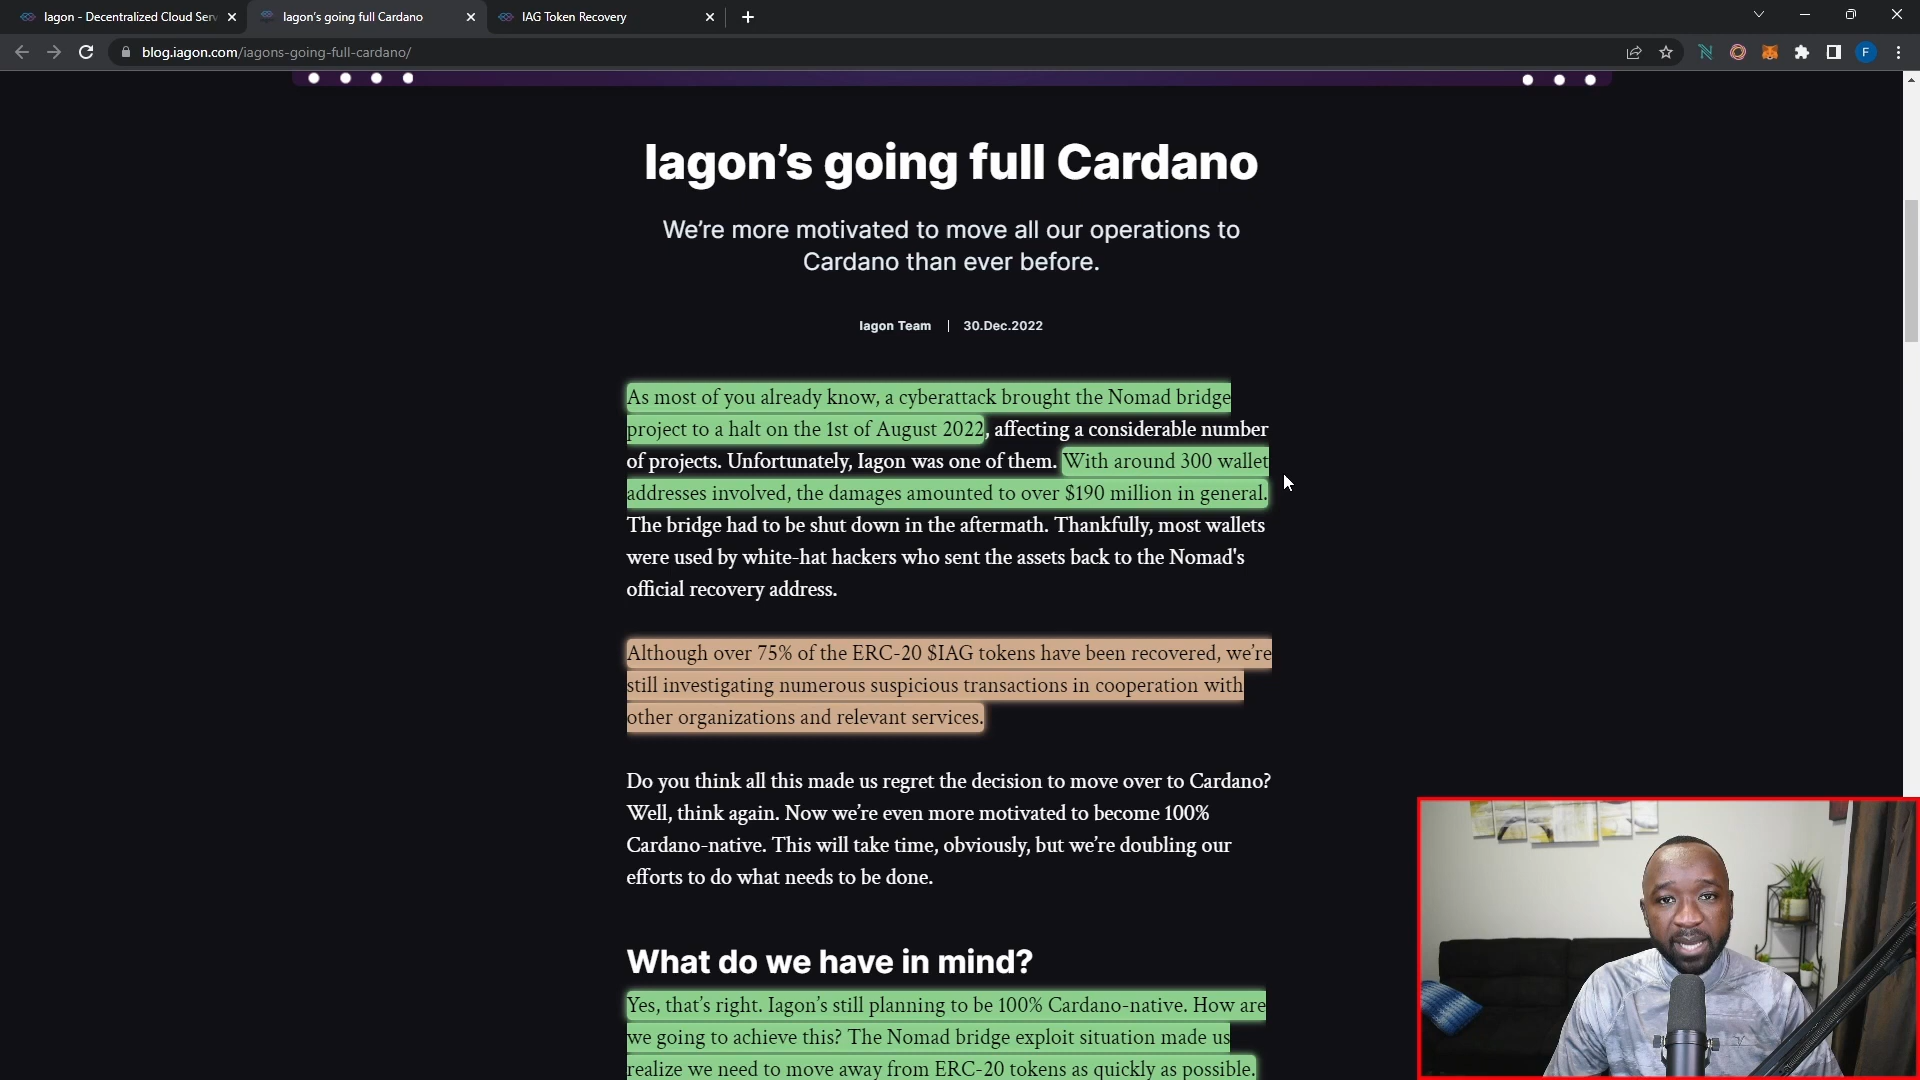 Iagon - Decentralized Cloud Serv
Iagon's going full Cardano
IAG Token Recovery
blog.iagon.com/iagons-going-full-cardano/
F
Iagon’s going full Cardano
We’re more motivated to move all our operations to
Cardano than ever before.
Iagon Team | 30.Dec.2022
As most of you already know, a cyberattack brought the Nomad bridge
project to a halt on the 1st of August 2022, affecting a considerable number
of projects. Unfortunately, Iagon was one of them. With around 300 wallet
addresses involved, the damages amounted to over $190 million in general.
The bridge had to be shut down in the aftermath. Thankfully, most wallets
were used by white-hat hackers who sent the assets back to the Nomad's
official recovery address.
Although over 75% of the ERC-20 $IAG tokens have been recovered, we’re
still investigating numerous suspicious transactions in cooperation with
other organizations and relevant services.
Do you think all this made us regret the decision to move over to Cardano?
Well, think again. Now we’re even more motivated to become 100%
Cardano-native. This will take time, obviously, but we’re doubling our
efforts to do what needs to be done.
What do we have in mind?
Yes, that’s right. Iagon’s still planning to be 100% Cardano-native. How are
we going to achieve this? The Nomad bridge exploit situation made us
realize we need to move away from ERC-20 tokens as quickly as possible.